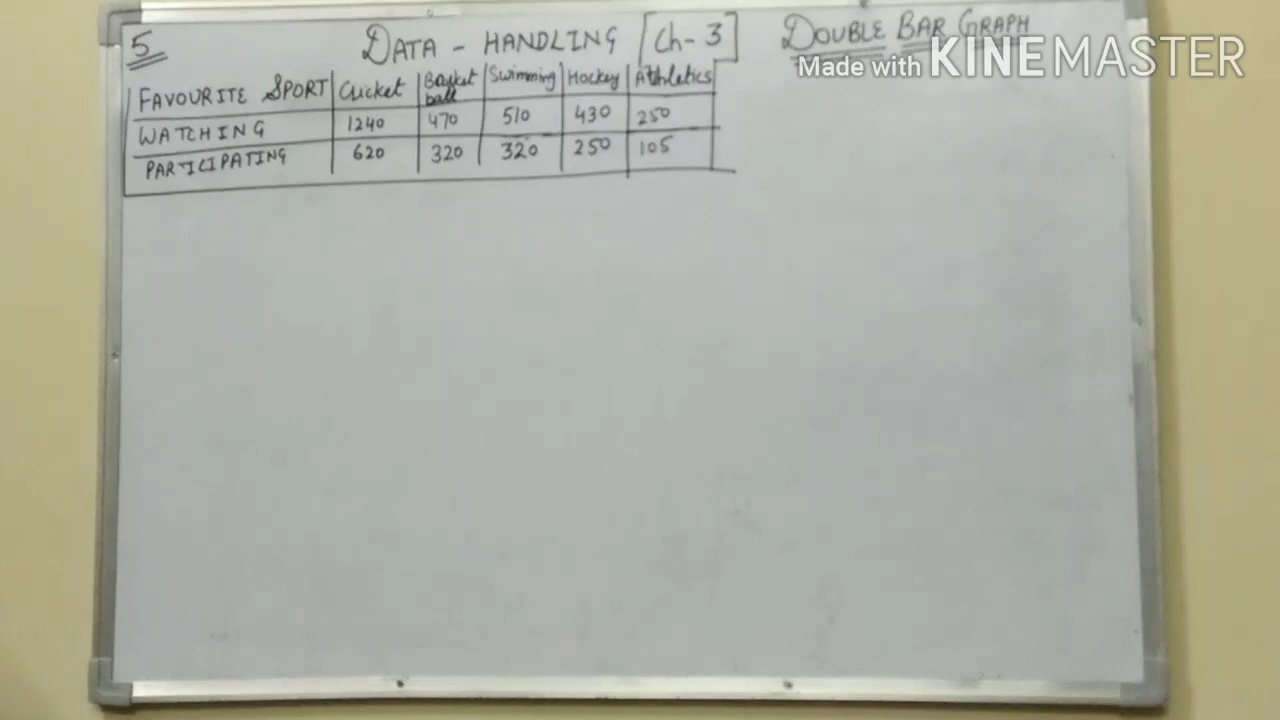 5 DATA - HANDLING [Ch-3] DOUBLE BAR GRAPH
Made with KINEMASTER
FAVOURITE SPORT Cricket Basket ball Swimming Hockey Athletics
WATCHING 1240 470 510 430 250
PARTICIPATING 620 320 320 250 105